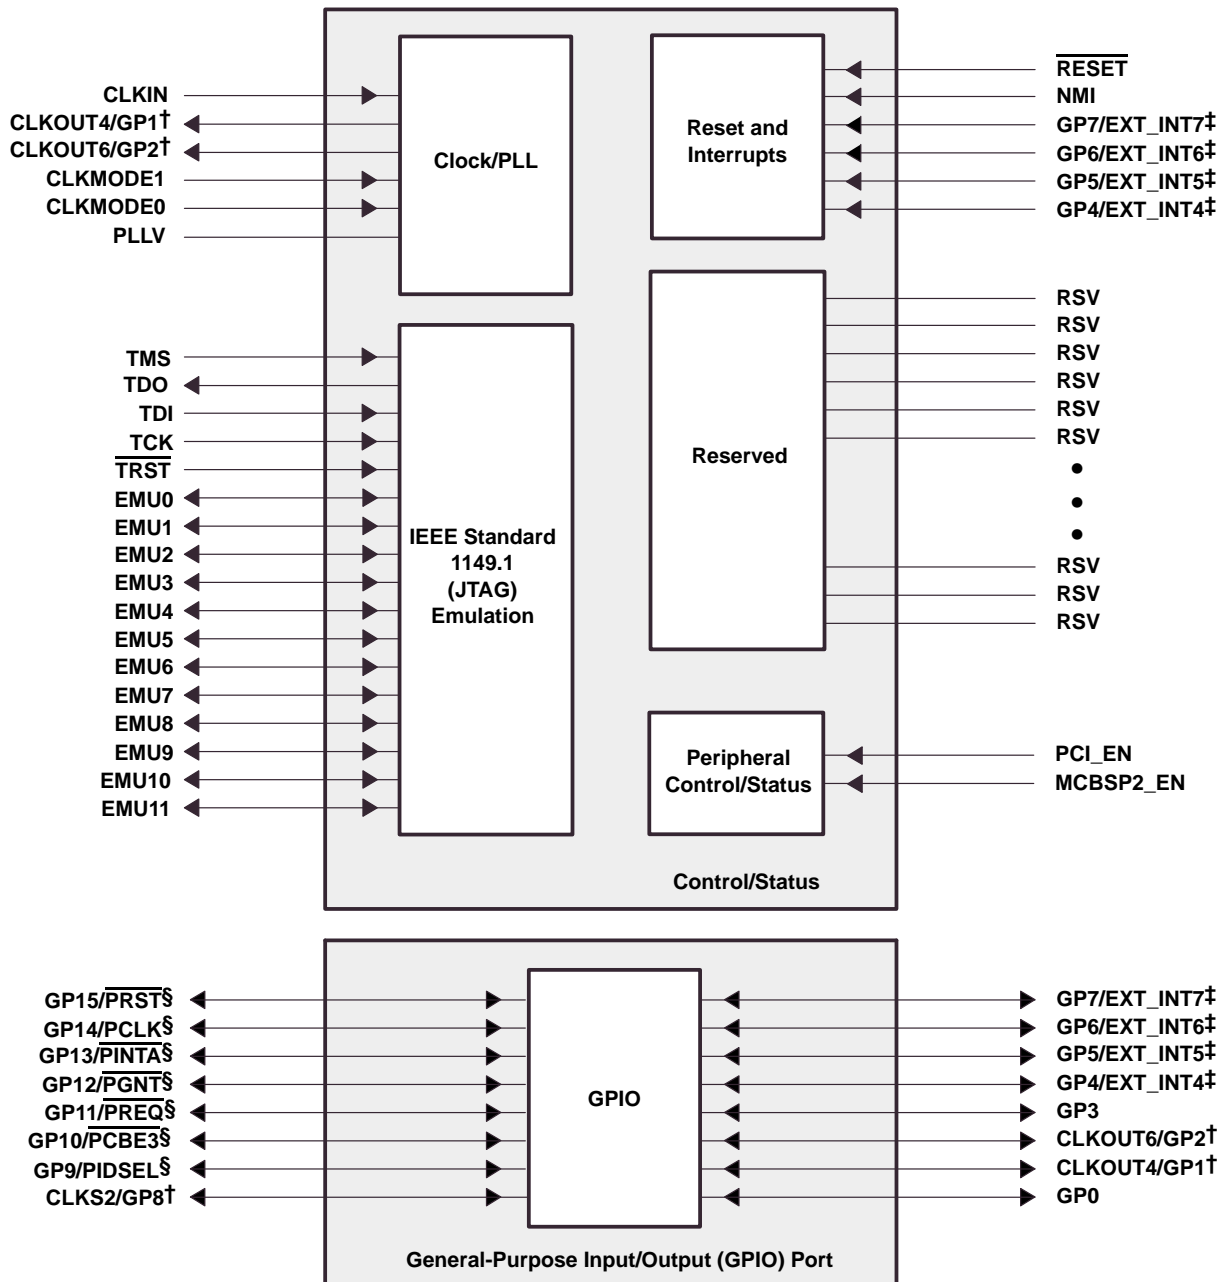 CLKIN
CLKOUT4/GP1†
CLKOUT6/GP2†
CLKMODE1
CLKMODE0
PLLV
Clock/PLL
Reset and
Interrupts
RESET
NMI
GP7/EXT_INT7‡
GP6/EXT_INT6‡
GP5/EXT_INT5‡
GP4/EXT_INT4‡
TMS
TDO
TDI
TCK
TRST
EMU0
EMU1
EMU2
EMU3
EMU4
EMU5
EMU6
EMU7
EMU8
EMU9
EMU10
EMU11
IEEE Standard
1149.1
(JTAG)
Emulation
Reserved
RSV
RSV
RSV
RSV
RSV
RSV
•
•
•
RSV
RSV
RSV
Peripheral
Control/Status
PCI_EN
MCBSP2_EN
Control/Status
GP15/PRST§
GP14/PCLK§
GP13/PINTA§
GP12/PGNT§
GP11/PREQ§
GP10/PCBE3§
GP9/PIDSEL§
CLKS2/GP8†
GPIO
GP7/EXT_INT7‡
GP6/EXT_INT6‡
GP5/EXT_INT5‡
GP4/EXT_INT4‡
GP3
CLKOUT6/GP2†
CLKOUT4/GP1†
GP0
General-Purpose Input/Output (GPIO) Port